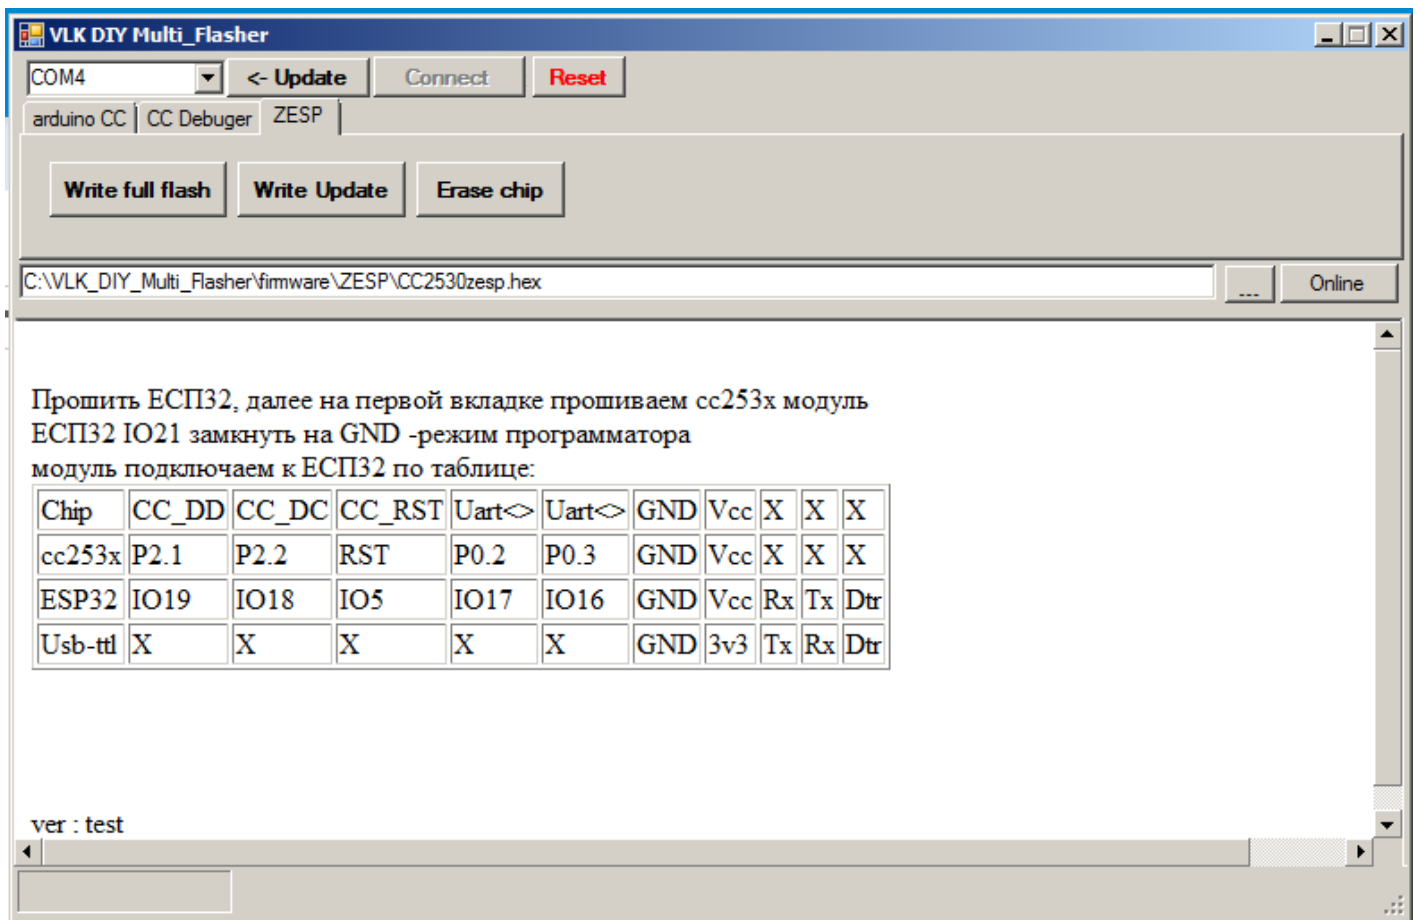 VLK DIY Multi_Flasher
COM4 <- Update Connect Reset
arduino CC CC Debuger ZESP
Write full flash Write Update Erase chip
C:\VLK_DIY_Multi_Flasher\firmware\ZESP\CC2530zesp.hex ... Online
Прошить ЕСП32, далее на первой вкладке прошиваем cc253x модуль
ЕСП32 IO21 замкнуть на GND -режим программатора
модуль подключаем к ЕСП32 по таблице:
Chip CC_DD CC_DC CC_RST Uart<> Uart<> GND Vcc X X X
cc253x P2.1 P2.2 RST P0.2 P0.3 GND Vcc X X X
ESP32 IO19 IO18 IO5 IO17 IO16 GND Vcc Rx Tx Dtr
Usb-ttl X X X X X GND 3v3 Tx Rx Dtr
ver : test